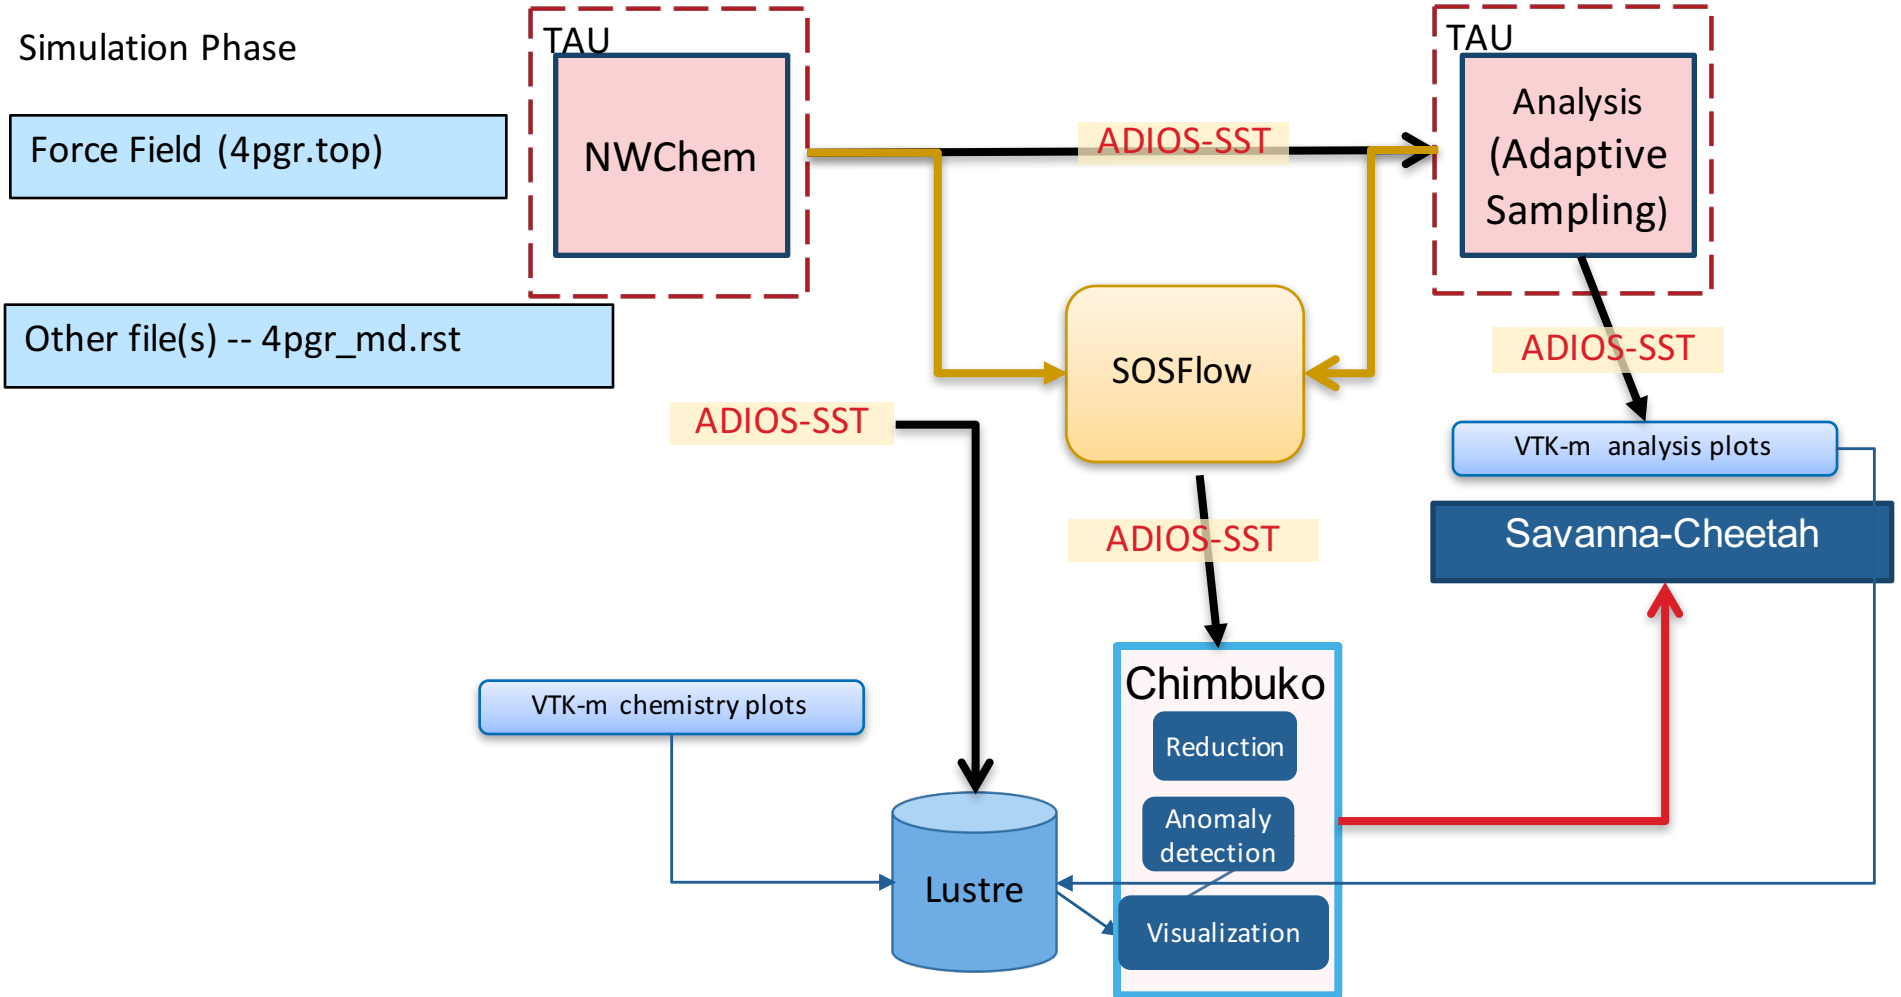 Simulation Phase
TAU
NWChem
Force Field (4pgr.top)
Other file(s) -- 4pgr_md.rst
ADIOS-SST
TAU
Analysis
(Adaptive
Sampling)
SOSFlow
ADIOS-SST
ADIOS-SST
VTK-m analysis plots
ADIOS-SST
Savanna-Cheetah
VTK-m chemistry plots
Chimbuko
Reduction
Anomaly
detection
Visualization
Lustre